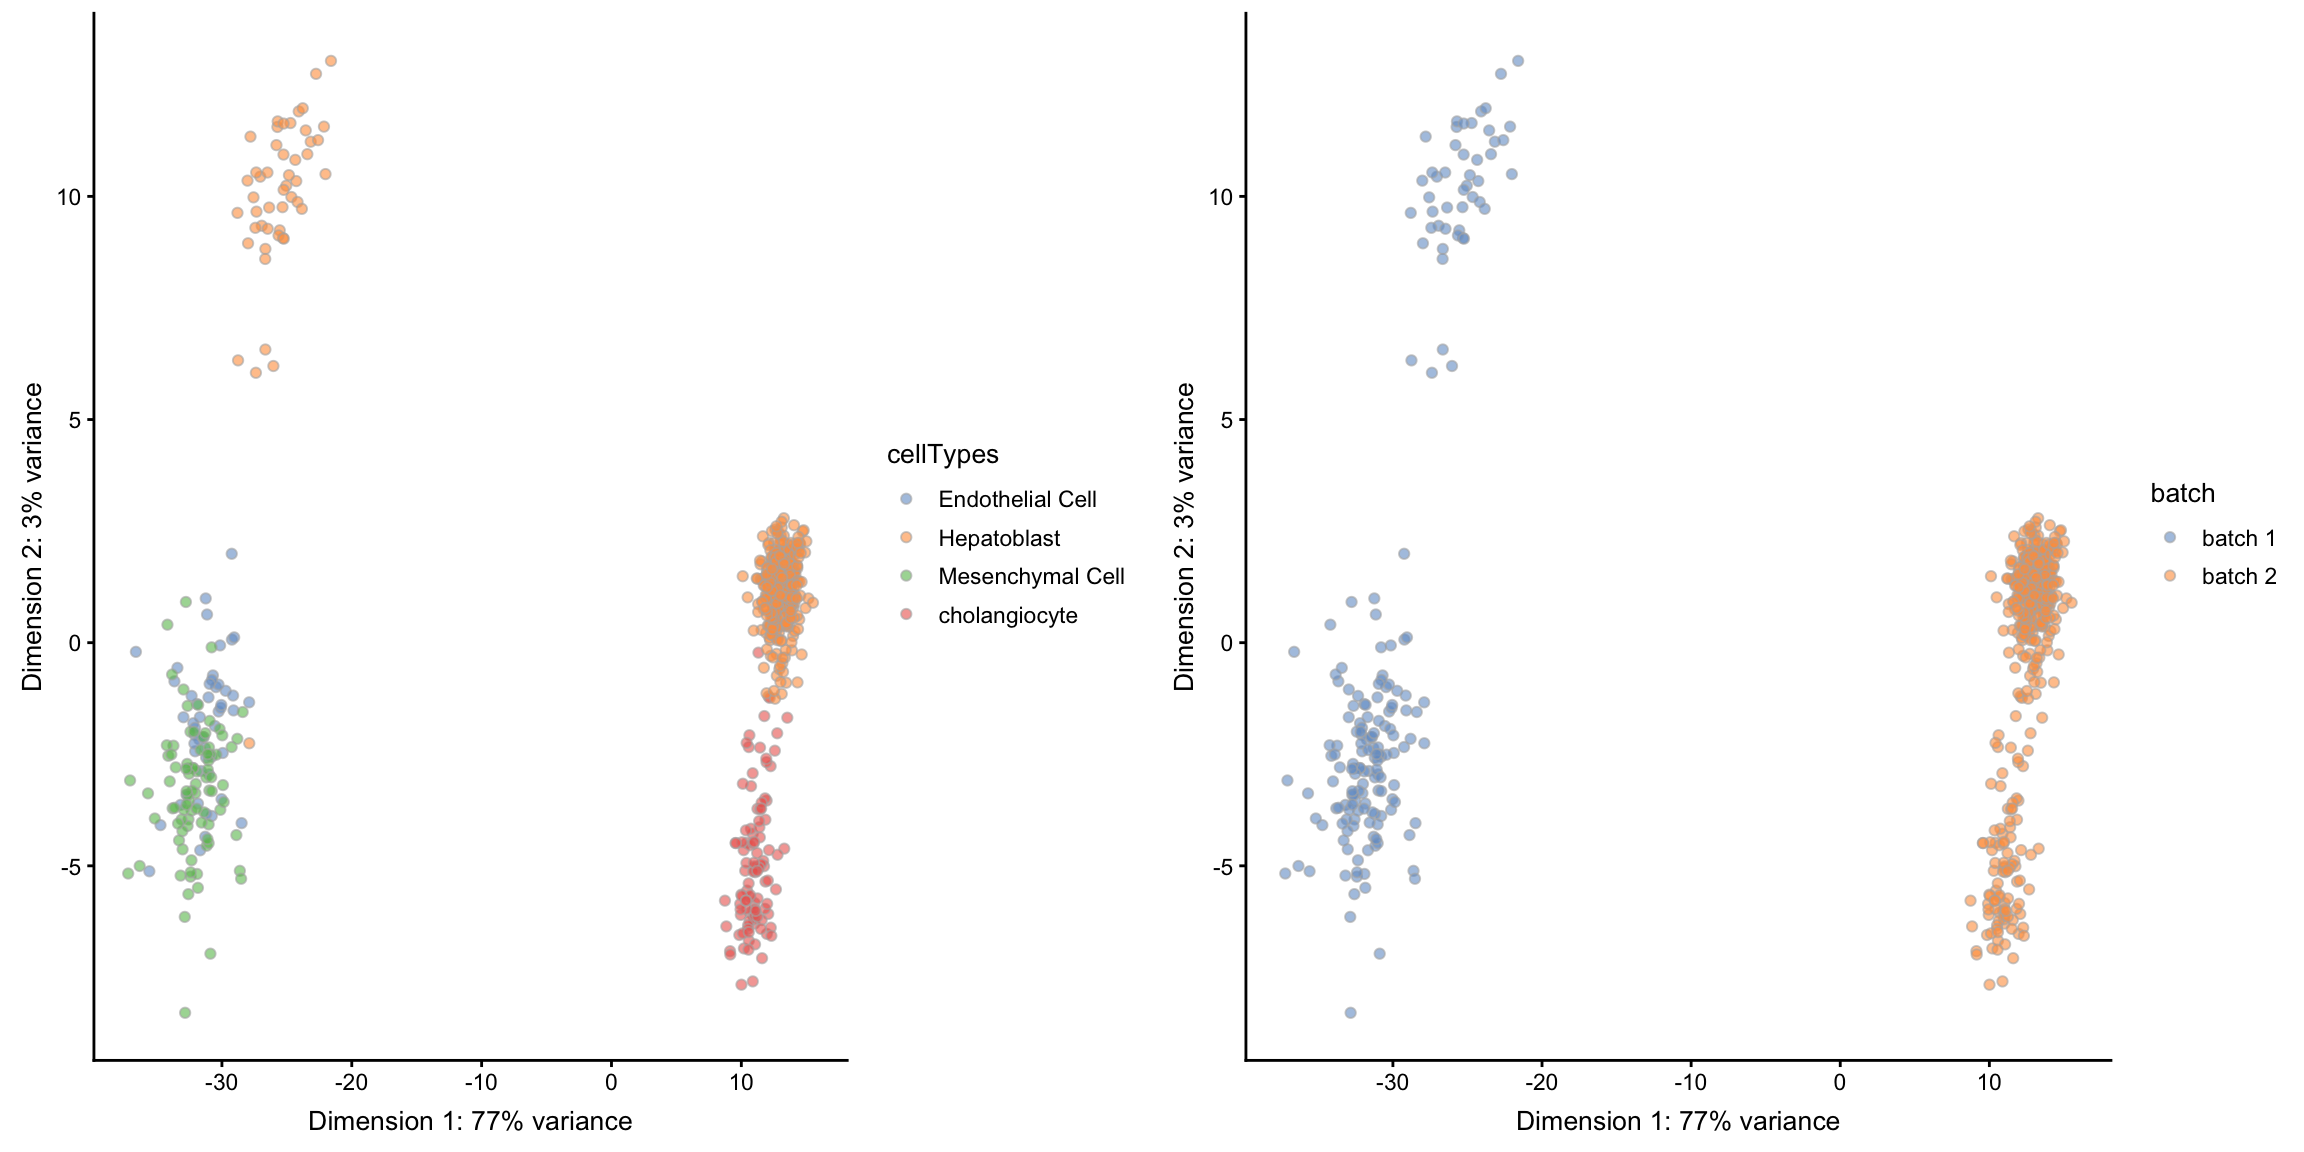 10
5
0
-5
Dimension 2: 3% variance
-30
-20
-10
0
10
Dimension 1: 77% variance
cellTypes
Endothelial Cell
Hepatoblast
Mesenchymal Cell
cholangiocyte
10
5
0
-5
Dimension 2: 3% variance
-30
-20
-10
0
10
Dimension 1: 77% variance
batch
batch 1
batch 2